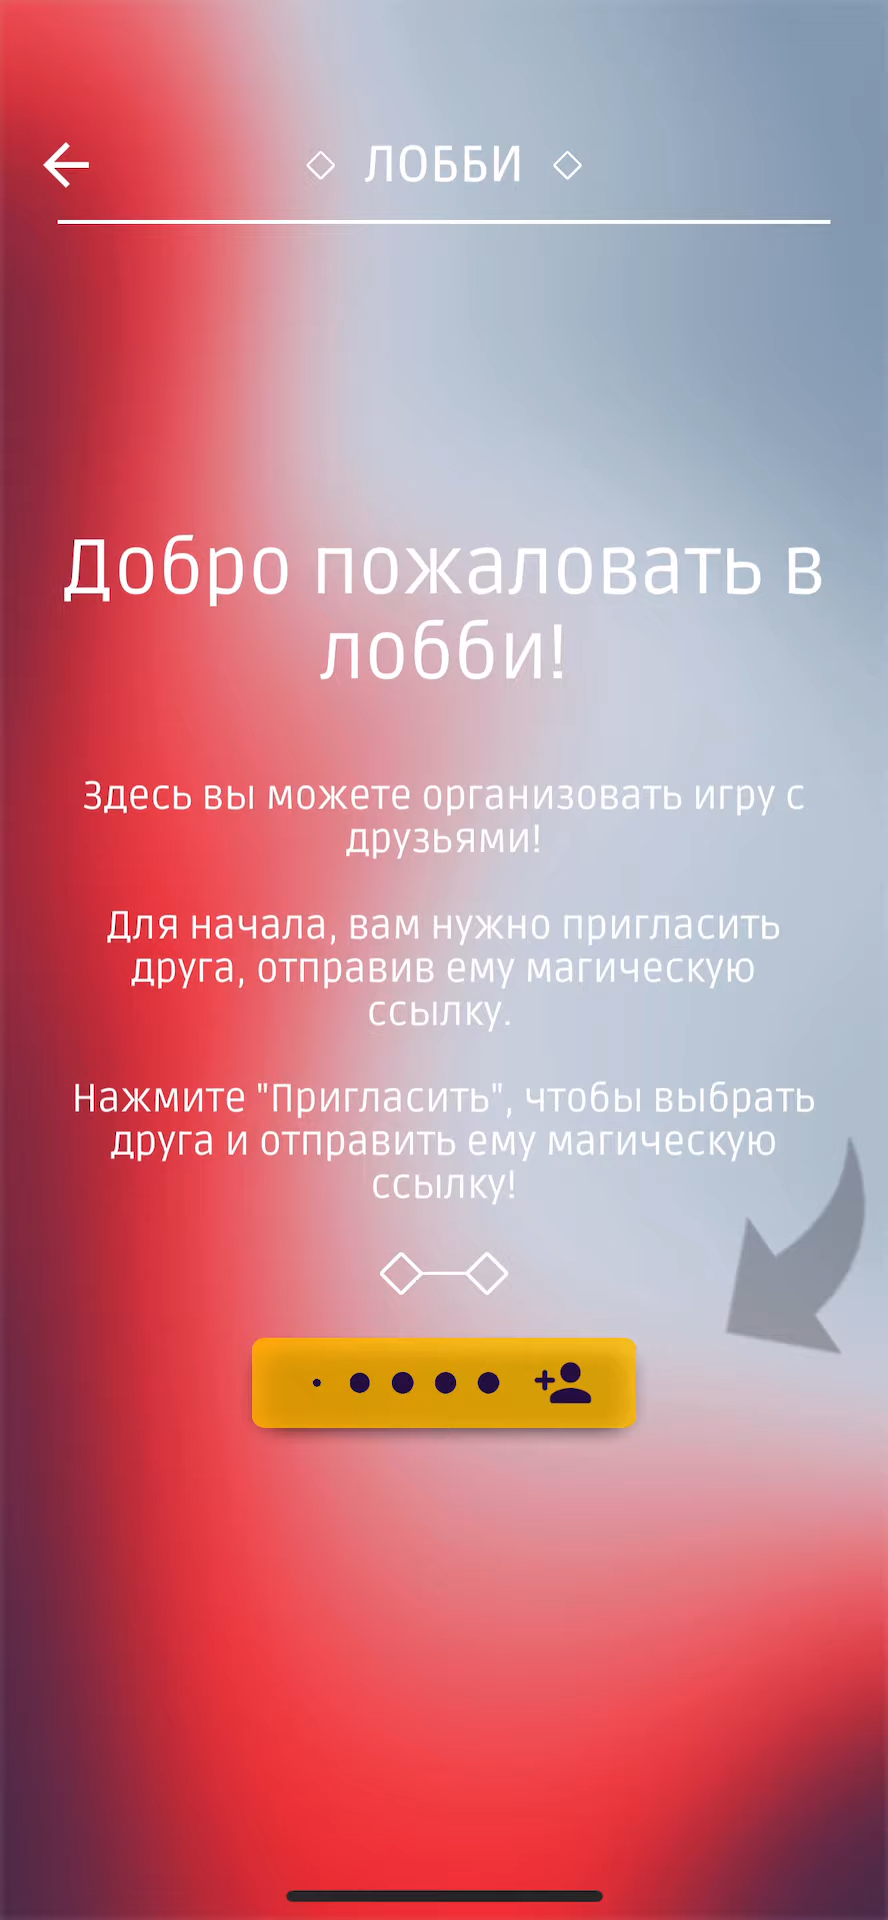 ЛОББИ
Добро пожаловать в
лобби!
Здесь вы можете организовать игру с
друзьями!
Для начала, вам нужно пригласить
друга, отправив ему магическую
ссылку.
Нажмите "Пригласить", чтобы выбрать
друга и отправить ему магическую
ссылку!